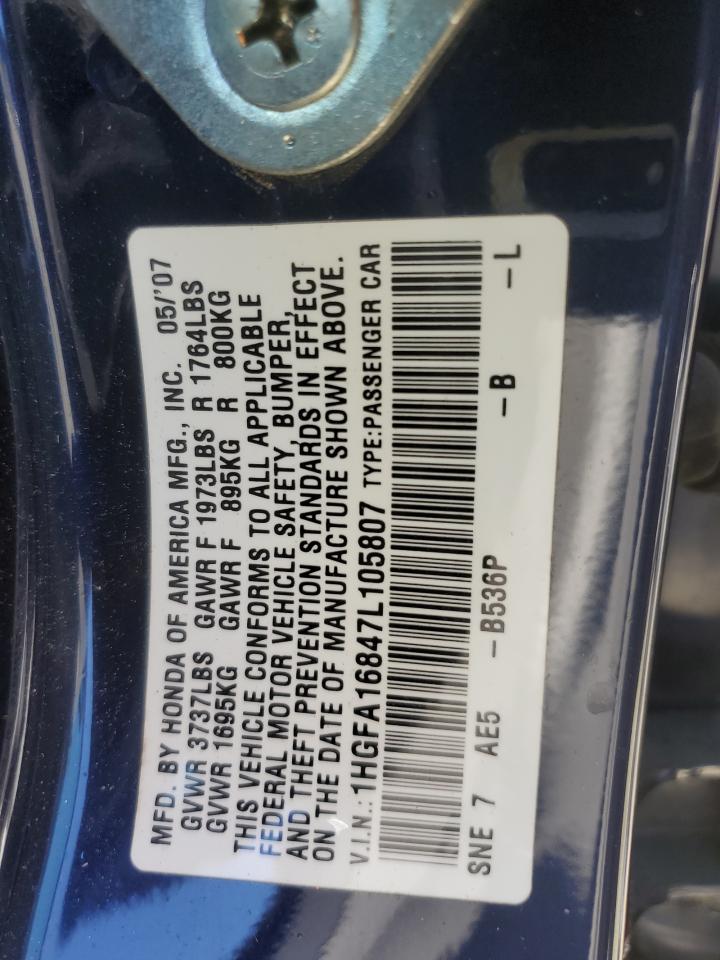 MFD. BY HONDA OF AMERICA MFG., INC. 05/'07
GVWR 3737LBS GAWR F 1973LBS R 1764LBS
GVWR 1695KG GAWR F 895KG R 800KG
THIS VEHICLE CONFORMS TO ALL APPLICABLE
FEDERAL MOTOR VEHICLE SAFETY, BUMPER,
AND THEFT PREVENTION STANDARDS IN EFFECT
ON THE DATE OF MANUFACTURE SHOWN ABOVE.
V.I.N.: 1HGFA16847L105807 TYPE:PASSENGER CAR
SNE 7 AE5 -B536P -B -L